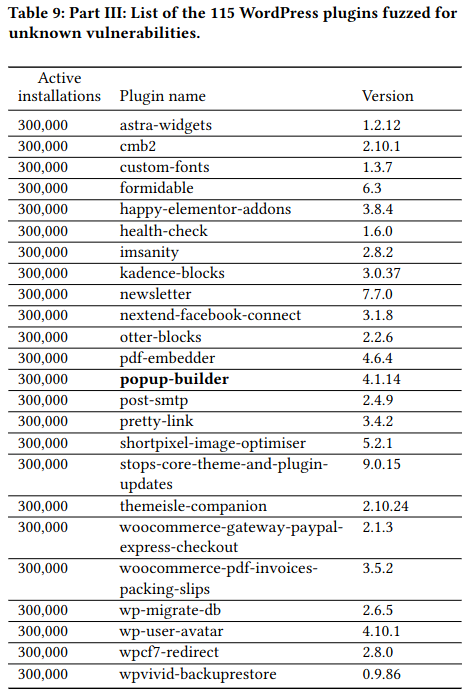 Table 9: Part III: List of the 115 WordPress plugins fuzzed for
unknown vulnerabilities.
Active
installations Plugin name Version
300,000 astra-widgets 1.2.12
300,000 cmb2 2.10.1
300,000 custom-fonts 1.3.7
300,000 formidable 6.3
300,000 happy-elementor-addons 3.8.4
300,000 health-check 1.6.0
300,000 imsanity 2.8.2
300,000 kadence-blocks 3.0.37
300,000 newsletter 7.7.0
300,000 nextend-facebook-connect 3.1.8
300,000 otter-blocks 2.2.6
300,000 pdf-embedder 4.6.4
300,000 popup-builder 4.1.14
300,000 post-smtp 2.4.9
300,000 pretty-link 3.4.2
300,000 shortpixel-image-optimiser 5.2.1
300,000 stops-core-theme-and-plugin- 9.0.15
updates
300,000 themeisle-companion 2.10.24
300,000 woocommerce-gateway-paypal- 2.1.3
express-checkout
300,000 woocommerce-pdf-invoices- 3.5.2
packing-slips
300,000 wp-migrate-db 2.6.5
300,000 wp-user-avatar 4.10.1
300,000 wpcf7-redirect 2.8.0
300,000 wpvivid-backuprestore 0.9.86